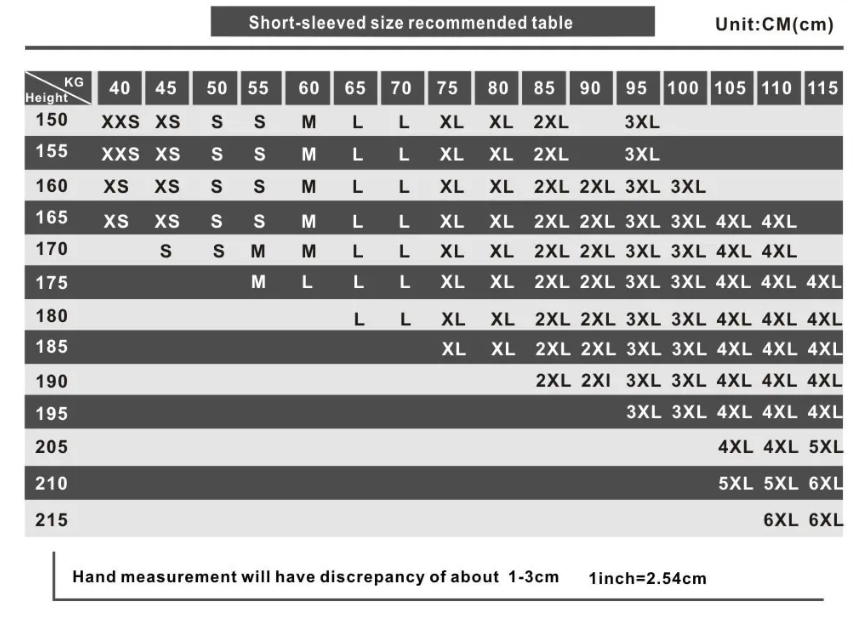 Short-sleeved size recommended table
Unit:CM(cm)
KG 40 45 50 55 60 65 70 75 80 85 90 95 100 105 110 115
Height
150 XXS XS S S M L L XL XL 2XL 3XL
155 XXS XS S S M L L XL XL 2XL 3XL
160 XS XS S S M L L XL XL 2XL 2XL 3XL 3XL
165 XS XS S S M L L XL XL 2XL 2XL 3XL 3XL 4XL 4XL
170 S S M M L L XL XL 2XL 2XL 3XL 3XL 4XL 4XL
175 M L L L XL XL 2XL 2XL 3XL 3XL 4XL 4XL 4XL
180 L L XL XL 2XL 2XL 3XL 3XL 4XL 4XL 4XL
185 XL XL 2XL 2XL 3XL 3XL 4XL 4XL 4XL
190 2XL 2XI 3XL 3XL 4XL 4XL 4XL
195 3XL 3XL 4XL 4XL 4XL
205 4XL 4XL 5XL
210 5XL 5XL 6XL
215 6XL 6XL
Hand measurement will have discrepancy of about 1-3cm 1inch=2.54cm